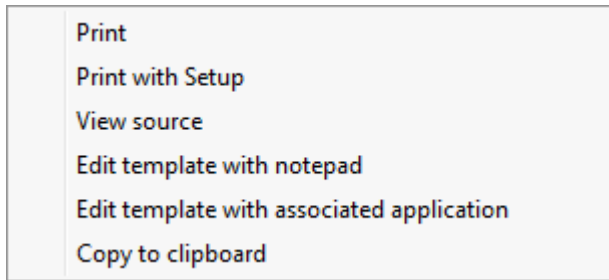 Print
Print with Setup
View source
Edit template with notepad
Edit template with associated application
Copy to clipboard